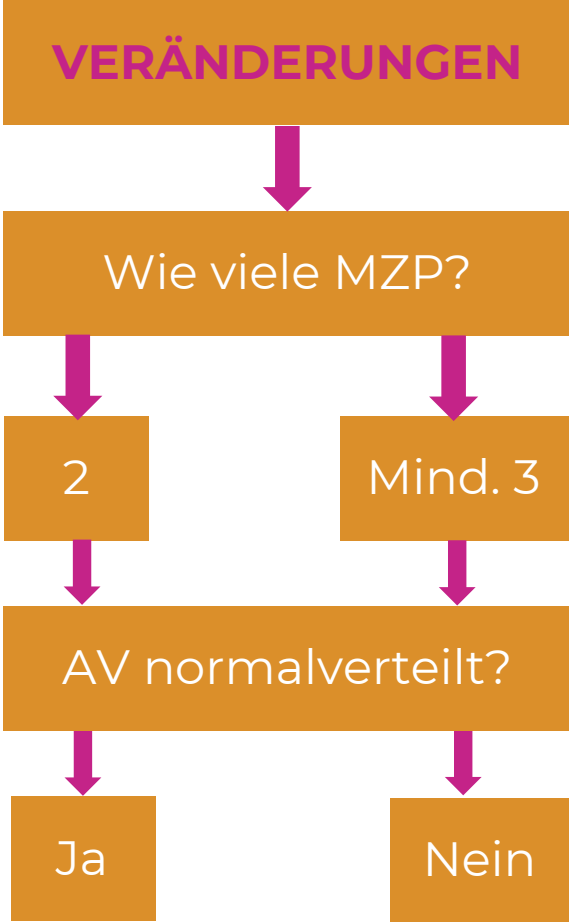 VERÄNDERUNGEN
Wie viele MZP?
2
Mind. 3
AV normalverteilt?
Ja
Nein